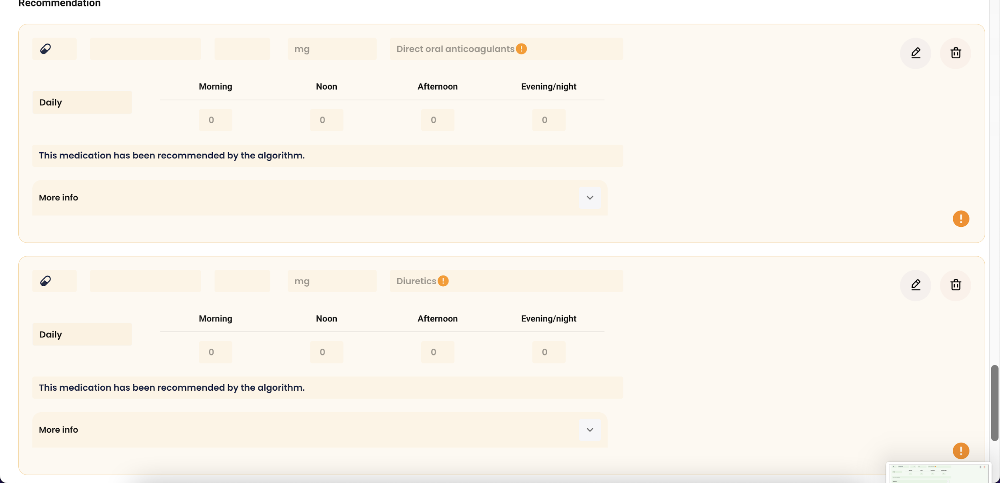 Recommendation
mg Direct oral anticoagulants !
Morning Noon Afternoon Evening/night
Daily
0 0 0 0
This medication has been recommended by the algorithm.
More info
!
mg Diuretics !
Morning Noon Afternoon Evening/night
Daily
0 0 0 0
This medication has been recommended by the algorithm.
More info
!